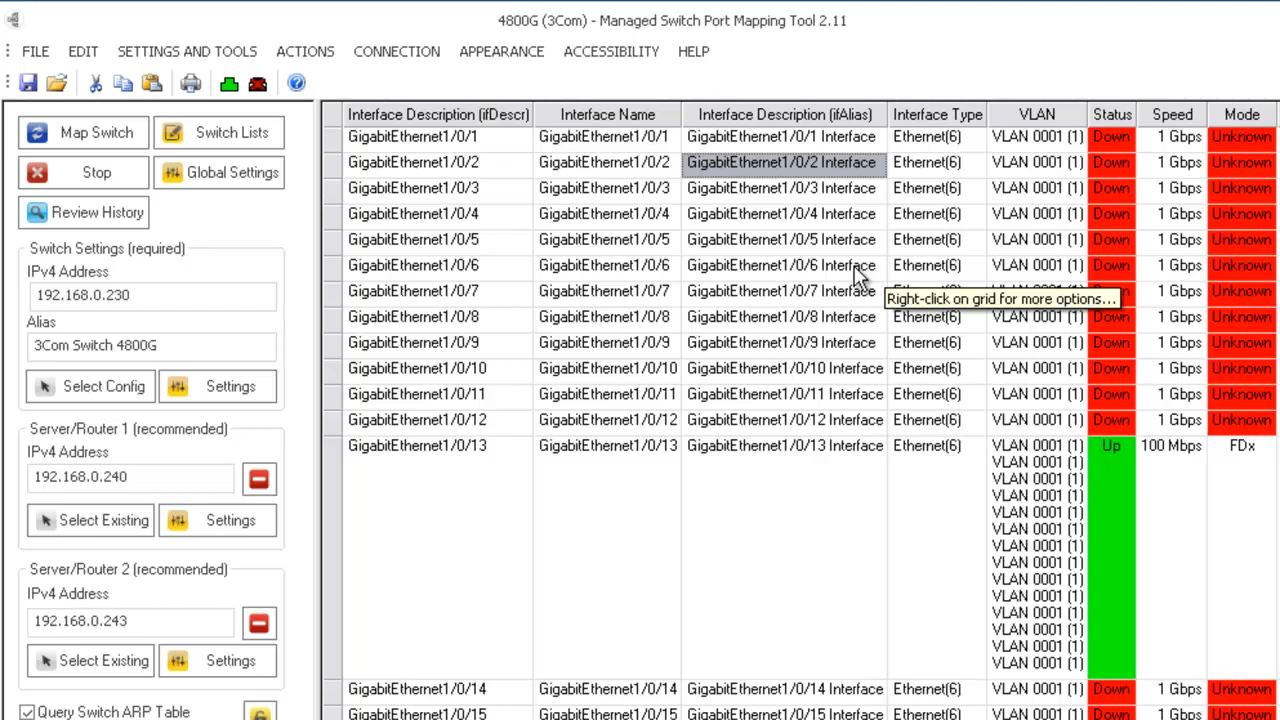 4800G (3Com) - Managed Switch Port Mapping Tool 2.11
FILE EDIT SETTINGS AND TOOLS ACTIONS CONNECTION APPEARANCE ACCESSIBILITY HELP
Map Switch
Switch Lists
Stop
Global Settings
Review History
Switch Settings (required)
IPv4 Address
192.168.0.230
Alias
3Com Switch 4800G
Select Config
Settings
Server/Router 1 (recommended)
IPv4 Address
192.168.0.240
Select Existing
Settings
Server/Router 2 (recommended)
IPv4 Address
192.168.0.243
Select Existing
Settings
Query Switch ARP Table
Interface Description (ifDescr) Interface Name Interface Description (ifAlias) Interface Type VLAN Status Speed Mode
GigabitEthernet1/0/1 GigabitEthernet1/0/1 GigabitEthernet1/0/1 Interface Ethernet(6) VLAN 0001 (1) Down 1 Gbps Unknown
GigabitEthernet1/0/2 GigabitEthernet1/0/2 GigabitEthernet1/0/2 Interface Ethernet(6) VLAN 0001 (1) Down 1 Gbps Unknown
GigabitEthernet1/0/3 GigabitEthernet1/0/3 GigabitEthernet1/0/3 Interface Ethernet(6) VLAN 0001 (1) Down 1 Gbps Unknown
GigabitEthernet1/0/4 GigabitEthernet1/0/4 GigabitEthernet1/0/4 Interface Ethernet(6) VLAN 0001 (1) Down 1 Gbps Unknown
GigabitEthernet1/0/5 GigabitEthernet1/0/5 GigabitEthernet1/0/5 Interface Ethernet(6) VLAN 0001 (1) Down 1 Gbps Unknown
GigabitEthernet1/0/6 GigabitEthernet1/0/6 GigabitEthernet1/0/6 Interface Ethernet(6) VLAN 0001 (1) Down 1 Gbps Unknown
GigabitEthernet1/0/7 GigabitEthernet1/0/7 GigabitEthernet1/0/7 Interface Ethernet(6) 1 Gbps Unknown
Right-click on grid for more options...
GigabitEthernet1/0/8 GigabitEthernet1/0/8 GigabitEthernet1/0/8 Interface Ethernet(6) VLAN 0001 (1) Down 1 Gbps Unknown
GigabitEthernet1/0/9 GigabitEthernet1/0/9 GigabitEthernet1/0/9 Interface Ethernet(6) VLAN 0001 (1) Down 1 Gbps Unknown
GigabitEthernet1/0/10 GigabitEthernet1/0/10 GigabitEthernet1/0/10 Interface Ethernet(6) VLAN 0001 (1) Down 1 Gbps Unknown
GigabitEthernet1/0/11 GigabitEthernet1/0/11 GigabitEthernet1/0/11 Interface Ethernet(6) VLAN 0001 (1) Down 1 Gbps Unknown
GigabitEthernet1/0/12 GigabitEthernet1/0/12 GigabitEthernet1/0/12 Interface Ethernet(6) VLAN 0001 (1) Down 1 Gbps Unknown
GigabitEthernet1/0/13 GigabitEthernet1/0/13 GigabitEthernet1/0/13 Interface Ethernet(6) VLAN 0001 (1) Up 100 Mbps FDx
VLAN 0001 (1)
VLAN 0001 (1)
VLAN 0001 (1)
VLAN 0001 (1)
VLAN 0001 (1)
VLAN 0001 (1)
VLAN 0001 (1)
VLAN 0001 (1)
VLAN 0001 (1)
VLAN 0001 (1)
VLAN 0001 (1)
VLAN 0001 (1)
VLAN 0001 (1)
GigabitEthernet1/0/14 GigabitEthernet1/0/14 GigabitEthernet1/0/14 Interface Ethernet(6) VLAN 0001 (1) Down 1 Gbps Unknown
GigabitEthernet1/0/15 GigabitEthernet1/0/15 GigabitEthernet1/0/15 Interface Ethernet(6) VLAN 0001 (1) Down 1 Gbps Unknown